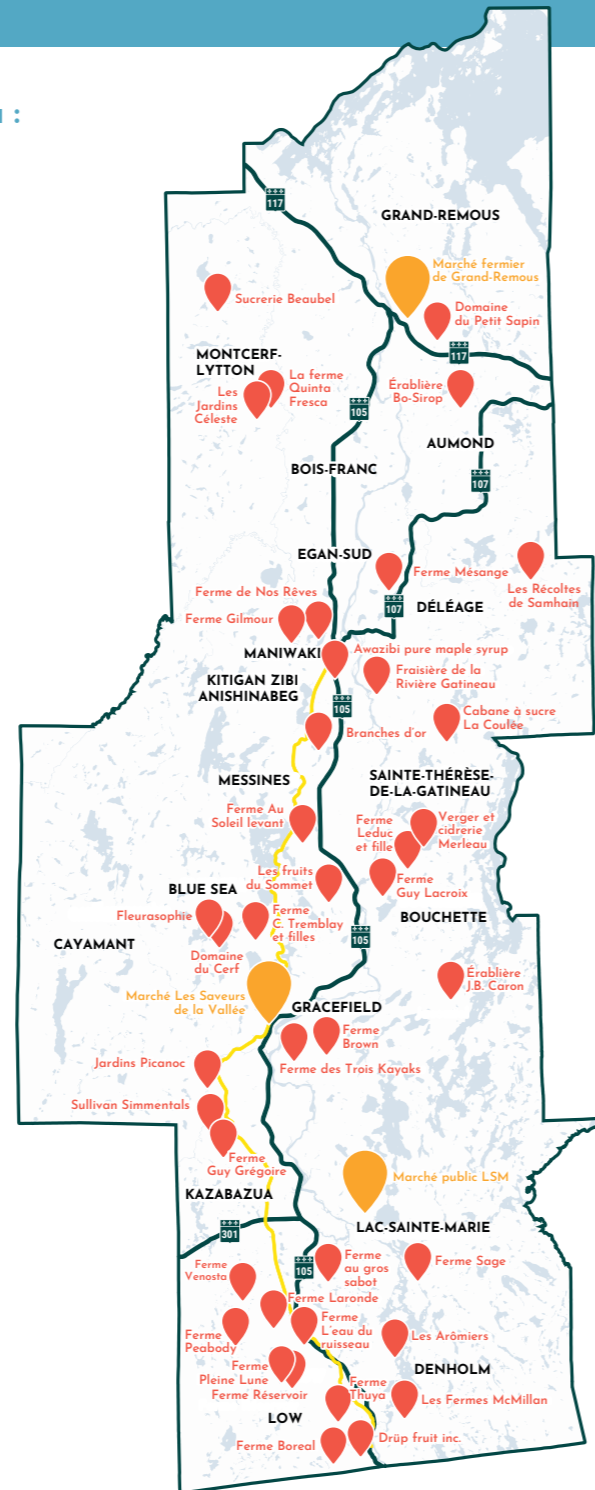 :
117
GRAND-REMOUS
Marché fermier
de Grand-Remous
Sucrerie Beaubel
Domaine
du Petit Sapin
117
MONTCERF-
LYTTON
La ferme
Quinta
Fresca
Les
Jardins
Céleste
Érablière
Bo-Sirop
105
AUMOND
BOIS-FRANC
107
EGAN-SUD
Ferme Mésange
Les Récoltes
de Samhain
Ferme de Nos Rêves
107
DÉLÉAGE
Ferme Gilmour
MANIWAKI
Awazibi pure maple syrup
KITIGAN ZIBI
ANISHINABEG
Fraisière de la
Rivière Gatineau
105
Cabane à sucre
La Coulée
Branches d'or
MESSINES
SAINTE-THÉRÈSE-
DE-LA-GATINEAU
Ferme Au
Soleil levant
Ferme
Leduc
et fille
Verger et
cidrerie
Merleau
Les fruits
du Sommet
Ferme
Guy Lacroix
BLUE SEA
Fleurasophie
Ferme
C. Tremblay
et filles
BOUCHETTE
CAYAMANT
Domaine
du Cerf
105
Érablière
J.B. Caron
Marché Les Saveurs
de la Vallée
GRACEFIELD
Ferme
Brown
Jardins Picanoc
Ferme des Trois Kayaks
Sullivan Simmentals
Ferme
Guy Grégoire
Marché public LSM
KAZABAZUA
LAC-SAINTE-MARIE
301
Ferme
Venosta
105
Ferme
au gros
sabot
Ferme Sage
Ferme Laronde
Ferme
Peabody
Ferme
L'eau du
ruisseau
Les Arômiers
Ferme
Pleine Lune
DENHOLM
Ferme Réservoir
Ferme
Thuya
Les Fermes McMillan
LOW
Ferme Boreal
Drüp fruit inc.